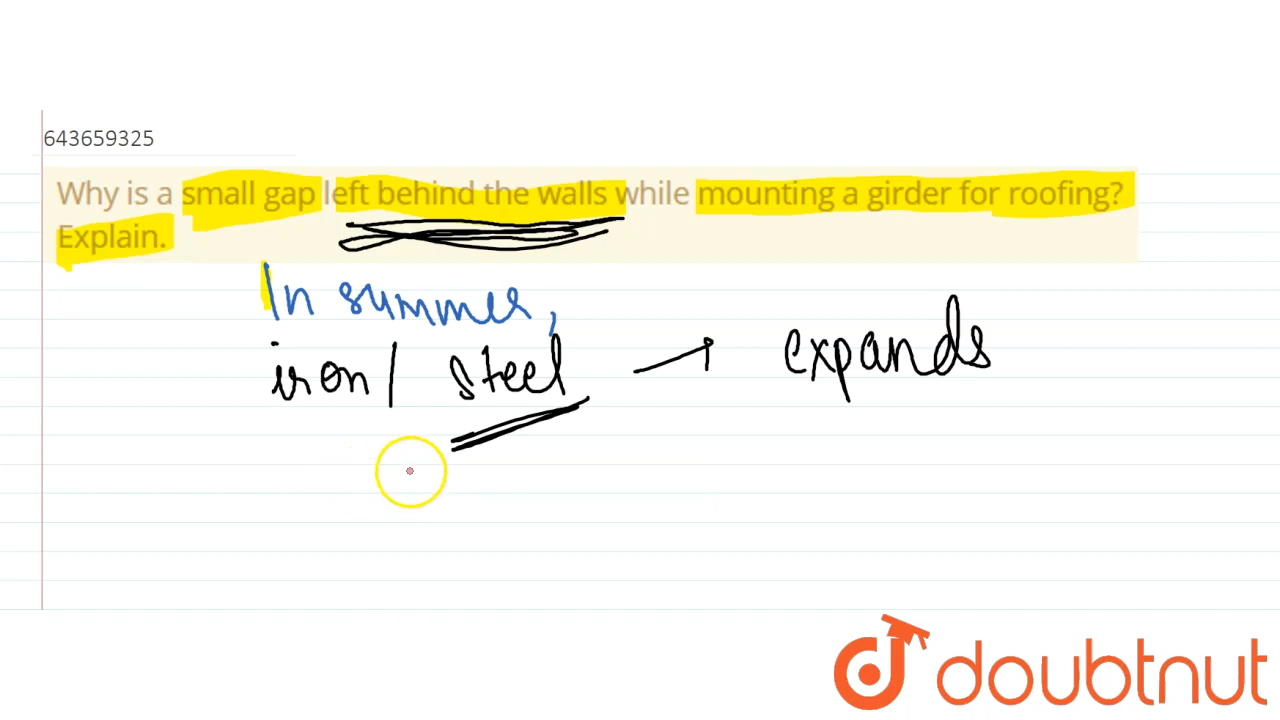 643659325
Why is a small gap left behind the walls while mounting a girder for roofing?
Explain.
In summer,
iron/ steel → expands
doubtnut